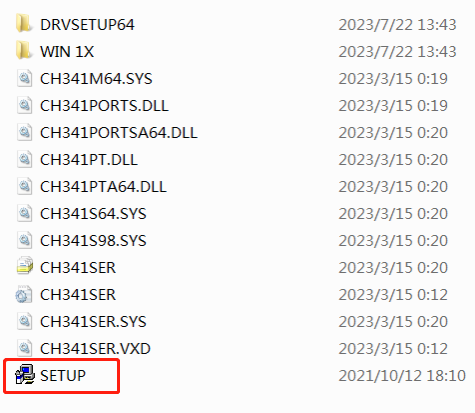 DRVSETUP64 2023/7/22 13:43
WIN 1X 2023/7/22 13:43
CH341M64.SYS 2023/3/15 0:19
CH341PORTS.DLL 2023/3/15 0:19
CH341PORTSA64.DLL 2023/3/15 0:20
CH341PT.DLL 2023/3/15 0:20
CH341PTA64.DLL 2023/3/15 0:20
CH341S64.SYS 2023/3/15 0:20
CH341S98.SYS 2023/3/15 0:20
CH341SER 2023/3/15 0:20
CH341SER 2023/3/15 0:12
CH341SER.SYS 2023/3/15 0:20
CH341SER.VXD 2023/3/15 0:12
SETUP 2021/10/12 18:10